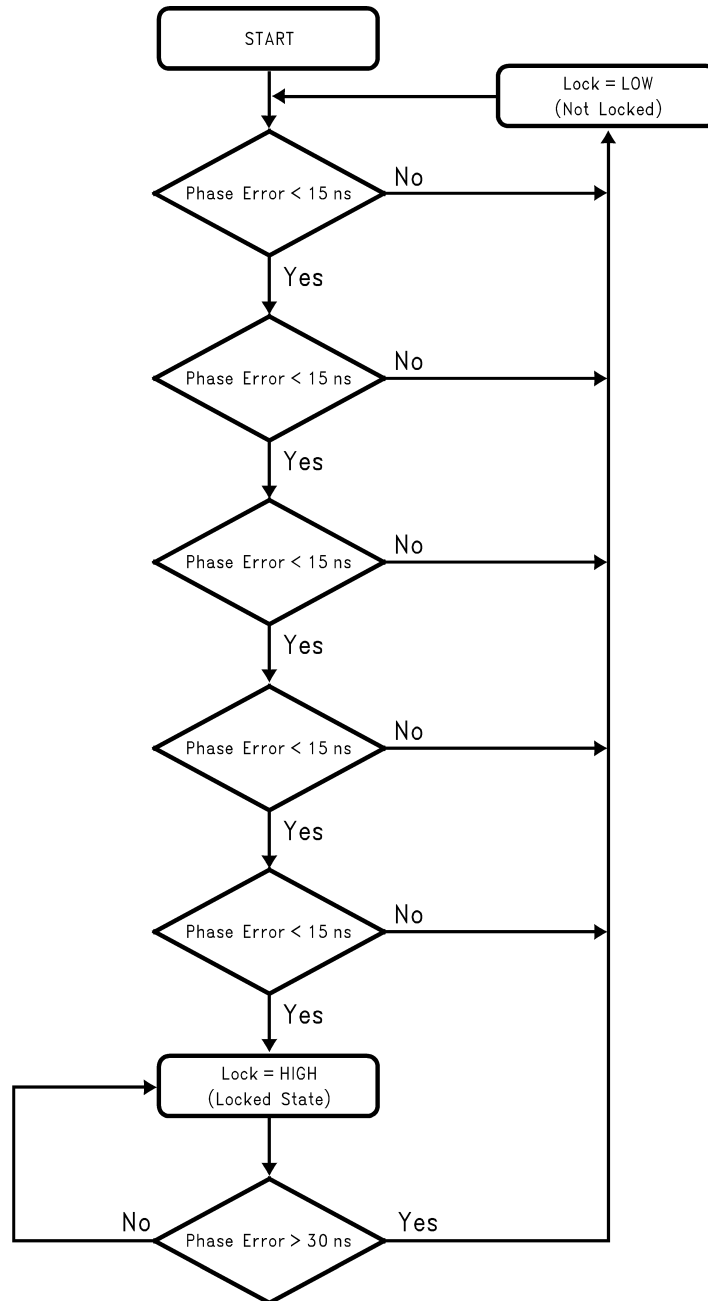 START
Lock = LOW
(Not Locked)
Phase Error < 15 ns
No
Yes
Phase Error < 15 ns
No
Yes
Phase Error < 15 ns
No
Yes
Phase Error < 15 ns
No
Yes
Phase Error < 15 ns
No
Yes
Lock = HIGH
(Locked State)
No
Phase Error > 30 ns
Yes